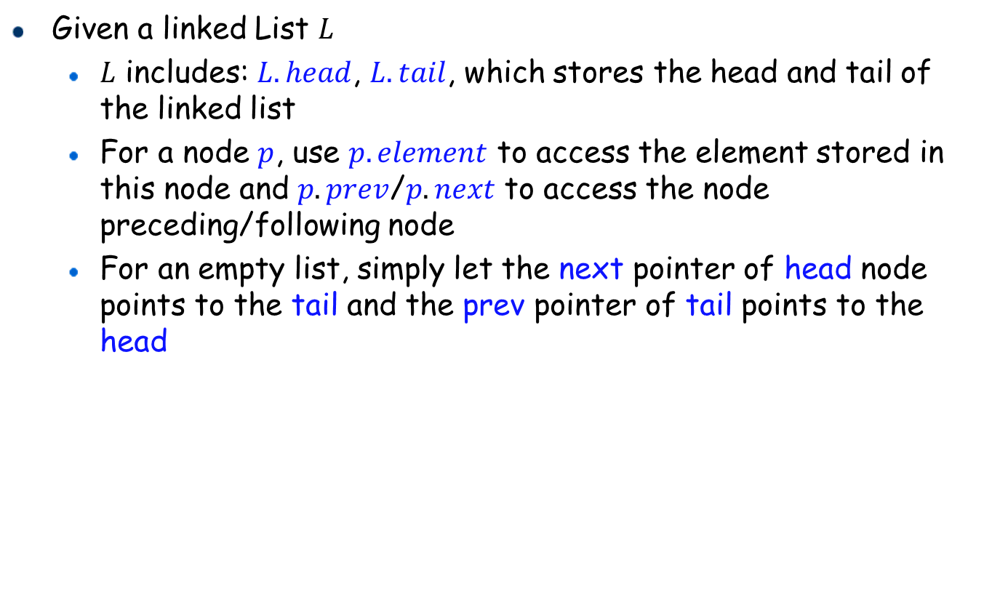 Given a linked List L
L includes: L.head, L.tail, which stores the head and tail of
the linked list
For a node p, use p.element to access the element stored in
this node and p.prev/p.next to access the node
preceding/following node
For an empty list, simply let the next pointer of head node
points to the tail and the prev pointer of tail points to the
head